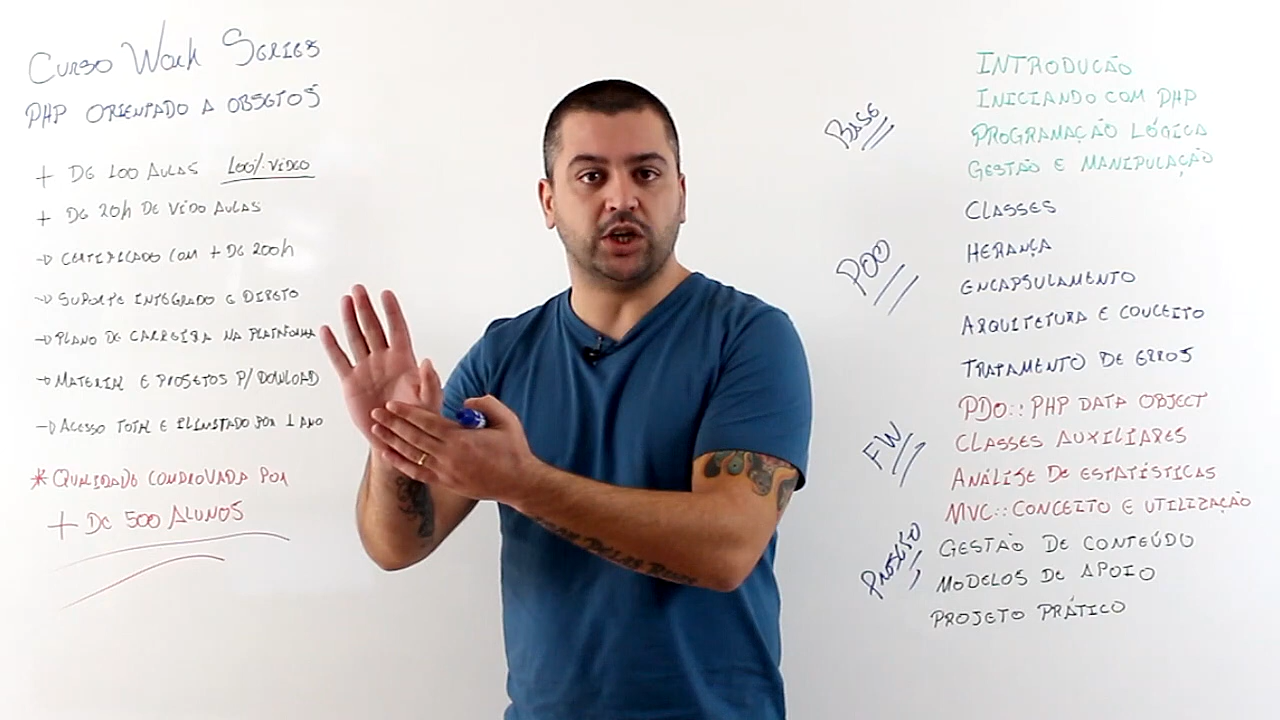 CURSO WORK SERIES
PHP ORIENTADO A OBJETOS
+ DE 100 AULAS 100% VÍDEO
+ DE 20h DE VÍDO AULAS
→ CERTIFICADO COM + DE 200h
→ SUPORTE INTEGRADO E DIRETO
→ PLANO DE CARREIRA NA PLATAFORMA
→ MATERIAL E PROJETOS P/ DOWNLOAD
→ ACESSO TOTAL E ILIMITADO POR 1 ANO
* QUALIDADE COMPROVADA POR
+ DE 500 ALUNOS
BASE
INTRODUÇÃO
INICIANDO COM PHP
PROGRAMAÇÃO LÓGICA
GESTÃO E MANIPULAÇÃO
POO
CLASSES
HERANÇA
ENCAPSULAMENTO
ARQUITETURA E CONCEITO
TRATAMENTO DE ERROS
FW
PDO:: PHP DATA OBJECT
CLASSES AUXILIARES
ANÁLISE DE ESTATÍSTICAS
MVC:: CONCEITO E UTILIZAÇÃO
PROJETO
GESTÃO DE CONTEÚDO
MODELOS DE APOIO
PROJETO PRÁTICO